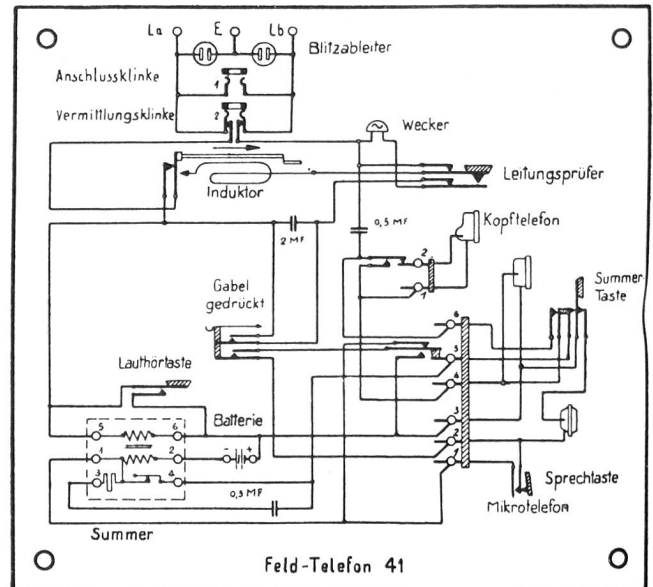 La E Lb
Blitzableiter
Anschlussklinke
1
Vermittlungsklinke
2
Wecker
Leitungsprüfer
Induktor
2 MF
0,3 MF
Kopftelefon
2
1
Gabel
gedrückt
Summer
Taste
6
5
4
3
2
1
Lauthörtaste
Batterie
5 6
1 2
- +
3 4
0,3 MF
Summer
Sprechtaste
Mikrotelefon
Feld-Telefon 41